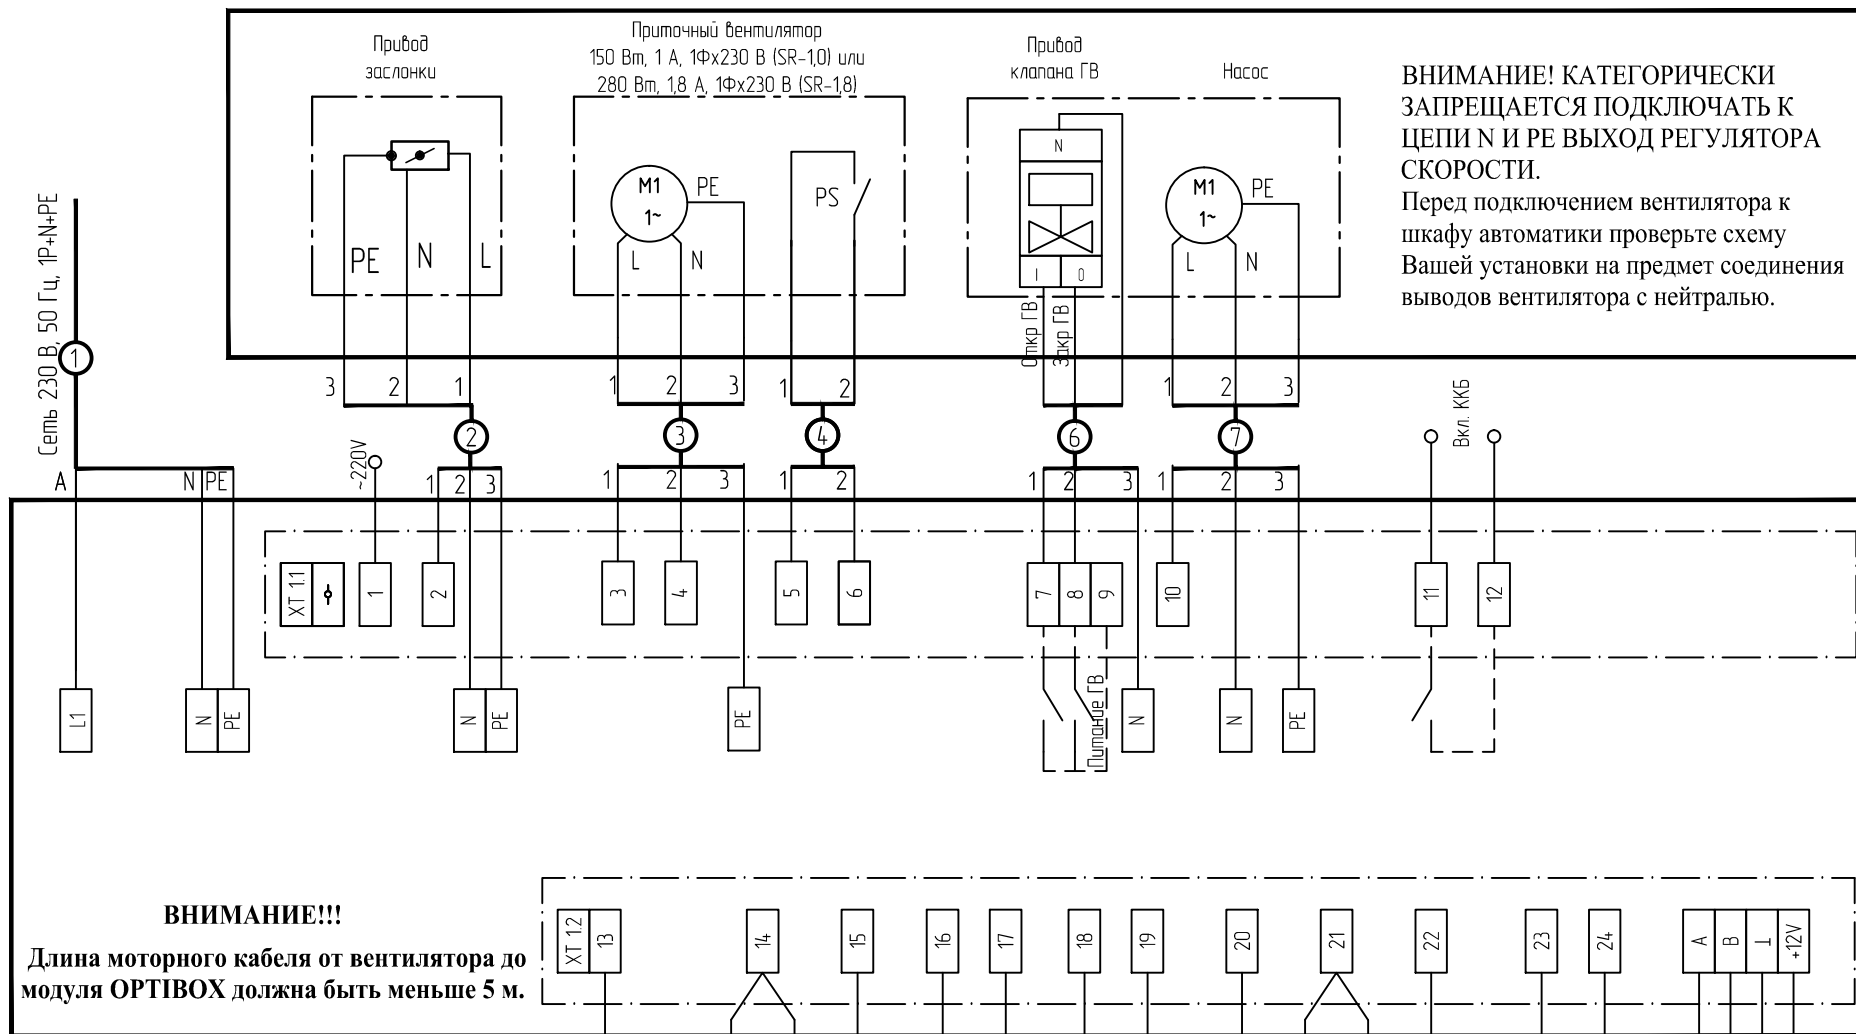 Привод
заслонки
Приточный вентилятор
150 Вт, 1 А, 1Фх230 В (SR-1,0) или
280 Вт, 1,8 А, 1Фх230 В (SR-1,8)
Привод
клапана ГВ
Насос
ВНИМАНИЕ! КАТЕГОРИЧЕСКИ
ЗАПРЕЩАЕТСЯ ПОДКЛЮЧАТЬ К
ЦЕПИ N И PE ВЫХОД РЕГУЛЯТОРА
СКОРОСТИ.
Перед подключением вентилятора к
шкафу автоматики проверьте схему
Вашей установки на предмет соединения
выводов вентилятора с нейтралью.
Сеть 230 В, 50 Гц, 1P+N+PE
PE N L
M1
1~
PE
L N
PS
N
I 0
Откр ГВ
Закр ГВ
M1
1~
PE
L N
1
3 2 1
1 2 3
1 2
1 2 3
2
3
4
6
7
Вкл. ККБ
A N PE
~220V
1 2 3
1 2 3
1 2
1 2 3
1 2 3
XT 1.1
1
2
3
4
5
6
7
8
9
10
11
12
L1
N
PE
N
PE
PE
Питание ГВ
N
N
PE
ВНИМАНИЕ!!!
Длина моторного кабеля от вентилятора до
модуля OPTIBOX должна быть меньше 5 м.
XT 1.2
13
14
15
16
17
18
19
20
21
22
23
24
A
B
⊥
+12V